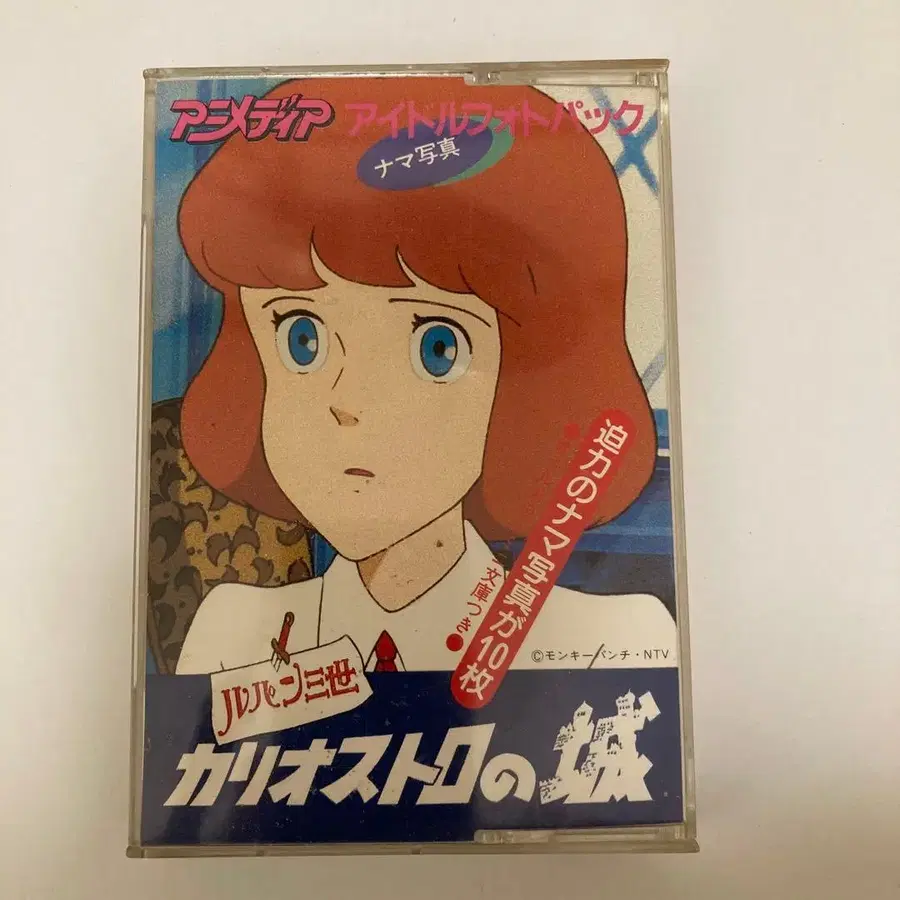 アニメディア アイドルフォトパック
ナマ写真
迫力のナマ写真が10枚
文庫つき
©モンキーパンチ・NTV
ルパン三世
カリオストロの城